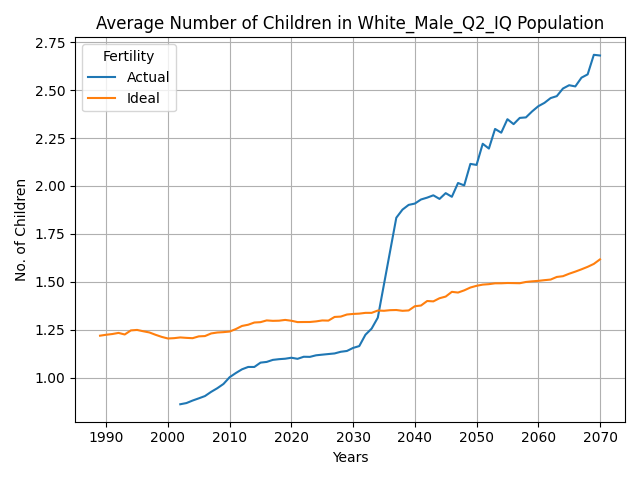 Average Number of Children in White_Male_Q2_IQ Population
Fertility
Actual
Ideal
No. of Children
2.75
2.50
2.25
2.00
1.75
1.50
1.25
1.00
1990 2000 2010 2020 2030 2040 2050 2060 2070
Years